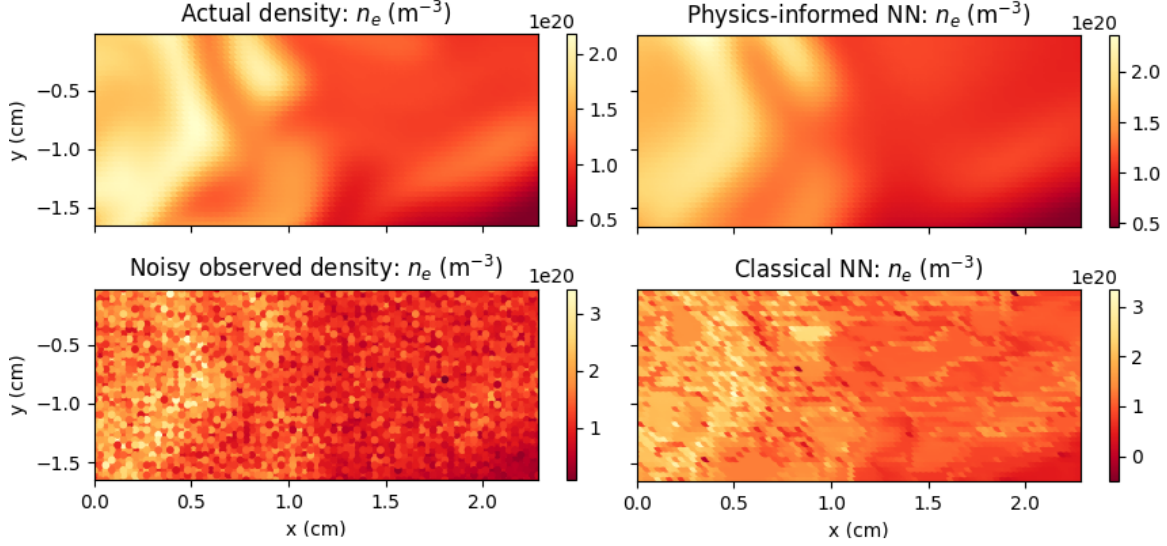 Actual density: nₑ (m⁻³)
1e20
2.0
1.5
1.0
0.5
y (cm)
−0.5
−1.0
−1.5
Physics-informed NN: nₑ (m⁻³)
1e20
2.0
1.5
1.0
0.5
Noisy observed density: nₑ (m⁻³)
1e20
3
2
1
y (cm)
−0.5
−1.0
−1.5
0.0 0.5 1.0 1.5 2.0
x (cm)
Classical NN: nₑ (m⁻³)
1e20
3
2
1
0
0.0 0.5 1.0 1.5 2.0
x (cm)